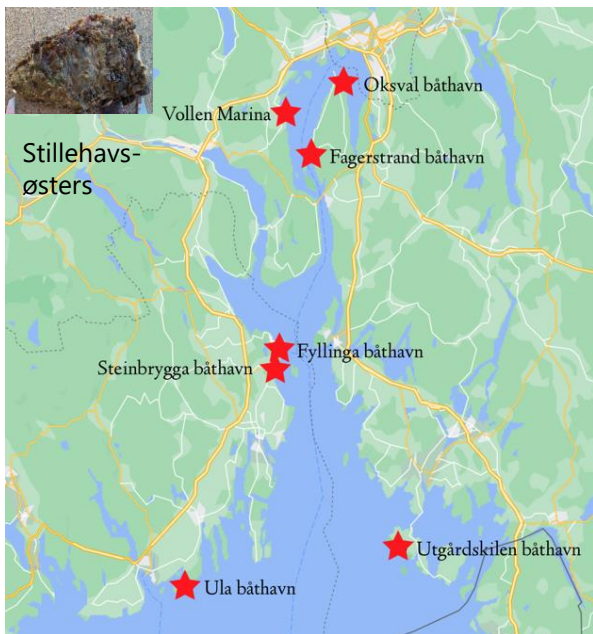 Oksval båthavn
Vollen Marina
Fagerstrand båthavn
Stillehavs-
østers
Fyllinga båthavn
Steinbrygga båthavn
Utgårdskilen båthavn
Ula båthavn